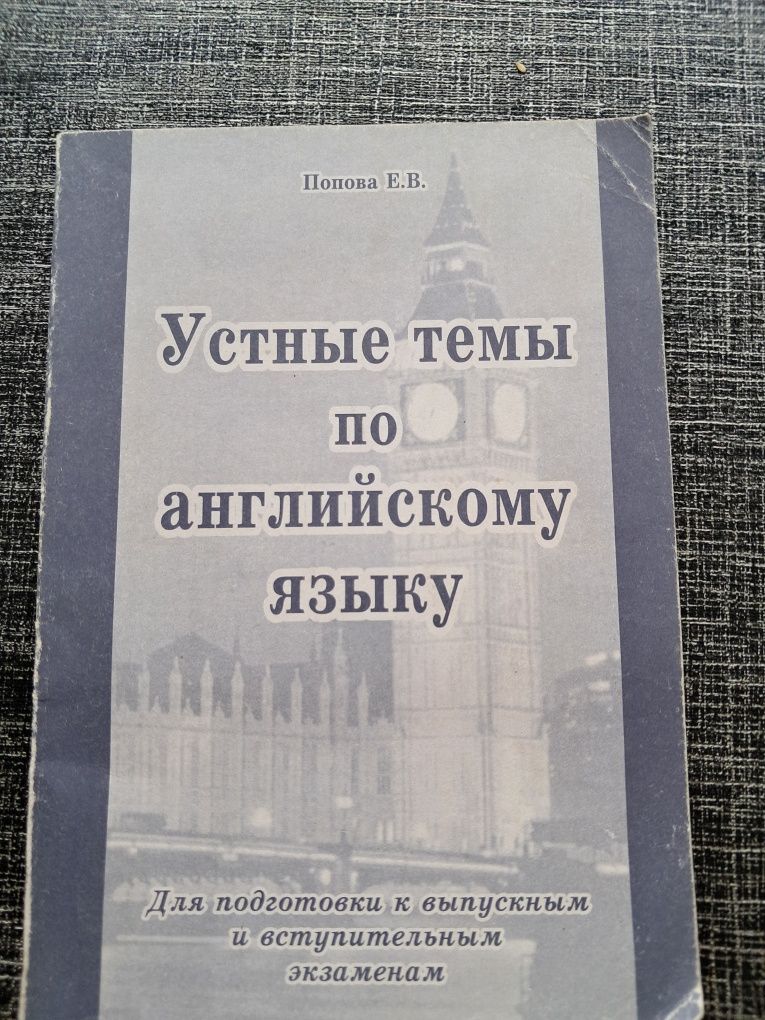 Попова Е.В.
Устные темы
по
английскому
языку
Для подготовки к выпускным
и вступительным
экзаменам